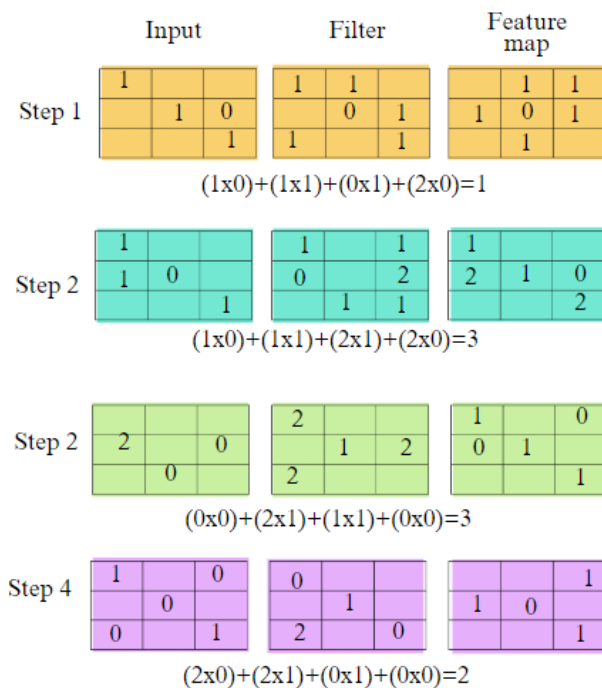 Input Filter Feature map
Step 1
1 1 1 1 1
1 0 0 1 1 0 1
1 1 1 1
(1x0)+(1x1)+(0x1)+(2x0)=1
Step 2
1 1 1 1
1 0 0 2 2 1 0
1 1 1 2
(1x0)+(1x1)+(2x1)+(2x0)=3
Step 2
2 1 0
2 0 1 2 0 1
0 2 1
(0x0)+(2x1)+(1x1)+(0x0)=3
Step 4
1 0 0 1
0 1 1 0
0 1 2 0 1
(2x0)+(2x1)+(0x1)+(0x0)=2